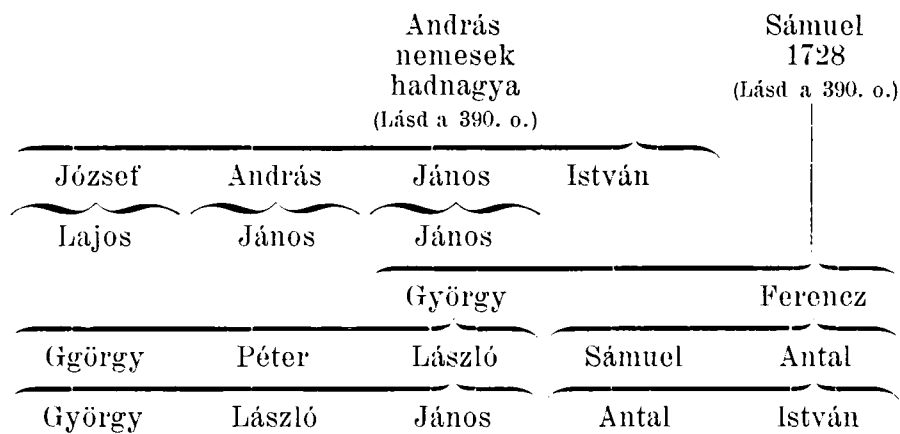 András Sámuel
nemesek 1728
hadnagya (Lásd a 390. o.)
(Lásd a 390. o.)
József András János István
Lajos János János
György Ferencz
Ggörgy Péter László Sámuel Antal
György László János Antal István